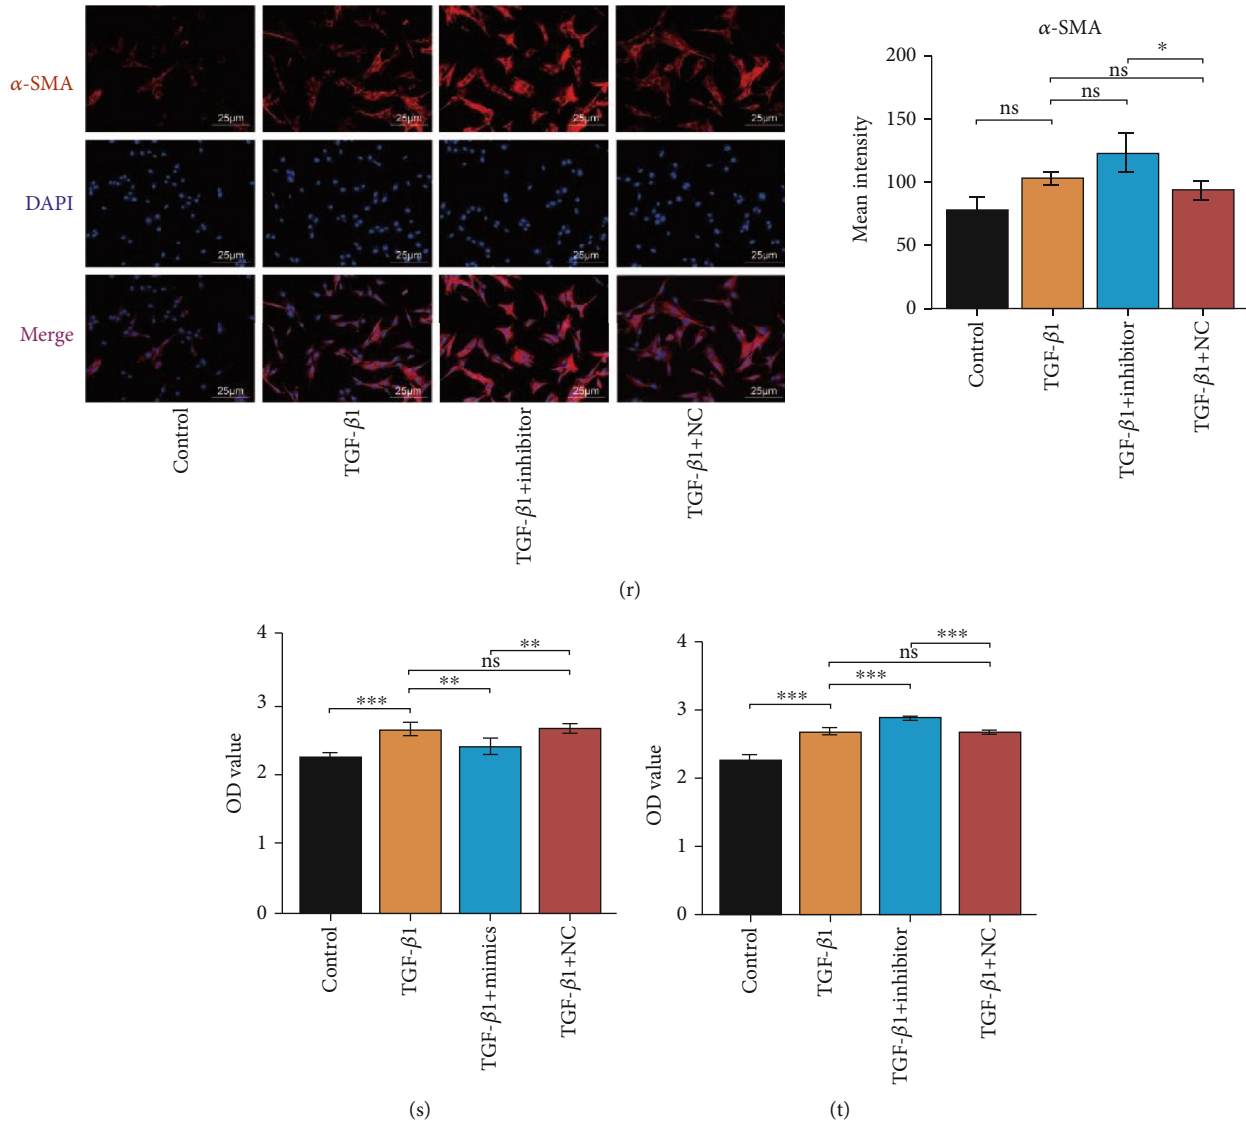 α-SMA
25μm
25μm
25μm
25μm
DAPI
25μm
25μm
25μm
25μm
Merge
25μm
25μm
25μm
25μm
Control
TGF-β1
TGF-β1+inhibitor
TGF-β1+NC
α-SMA
Mean intensity
200
150
100
50
0
ns
ns
ns
*
Control
TGF-β1
TGF-β1+inhibitor
TGF-β1+NC
(r)
OD value
4
3
2
1
0
***
**
ns
**
Control
TGF-β1
TGF-β1+mimics
TGF-β1+NC
(s)
OD value
4
3
2
1
0
***
***
ns
***
Control
TGF-β1
TGF-β1+inhibitor
TGF-β1+NC
(t)